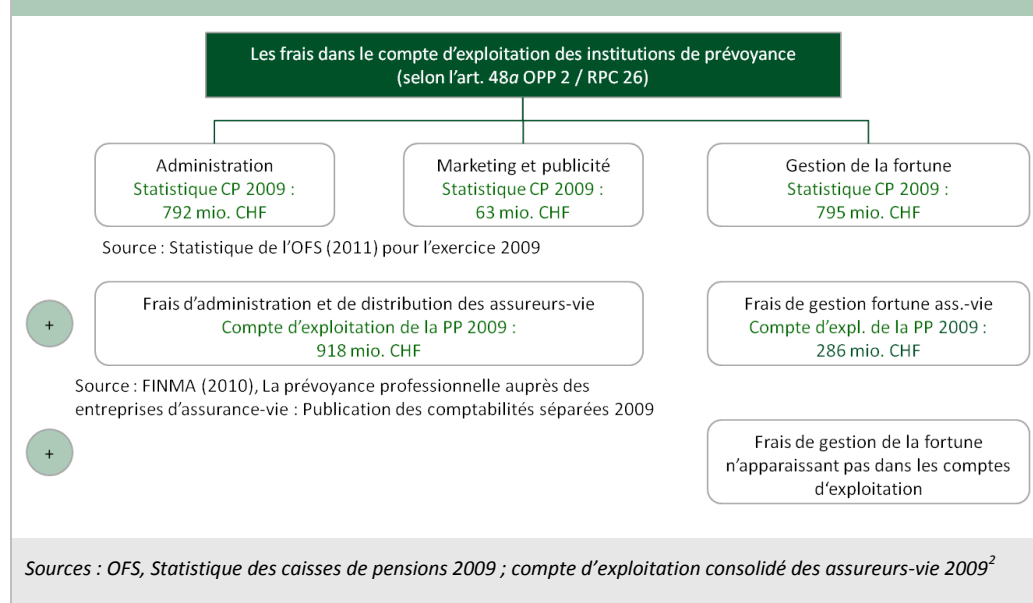 Les frais dans le compte d’exploitation des institutions de prévoyance
(selon l’art. 48a OPP 2 / RPC 26)
Administration
Statistique CP 2009 :
792 mio. CHF
Marketing et publicité
Statistique CP 2009 :
63 mio. CHF
Gestion de la fortune
Statistique CP 2009 :
795 mio. CHF
Source : Statistique de l’OFS (2011) pour l’exercice 2009
+
Frais d’administration et de distribution des assureurs-vie
Compte d’exploitation de la PP 2009 :
918 mio. CHF
Frais de gestion fortune ass.-vie
Compte d’expl. de la PP 2009 :
286 mio. CHF
Source : FINMA (2010), La prévoyance professionnelle auprès des
entreprises d’assurance-vie : Publication des comptabilités séparées 2009
+
Frais de gestion de la fortune
n’apparaissant pas dans les comptes
d‘exploitation
Sources : OFS, Statistique des caisses de pensions 2009 ; compte d’exploitation consolidé des assureurs-vie 2009²